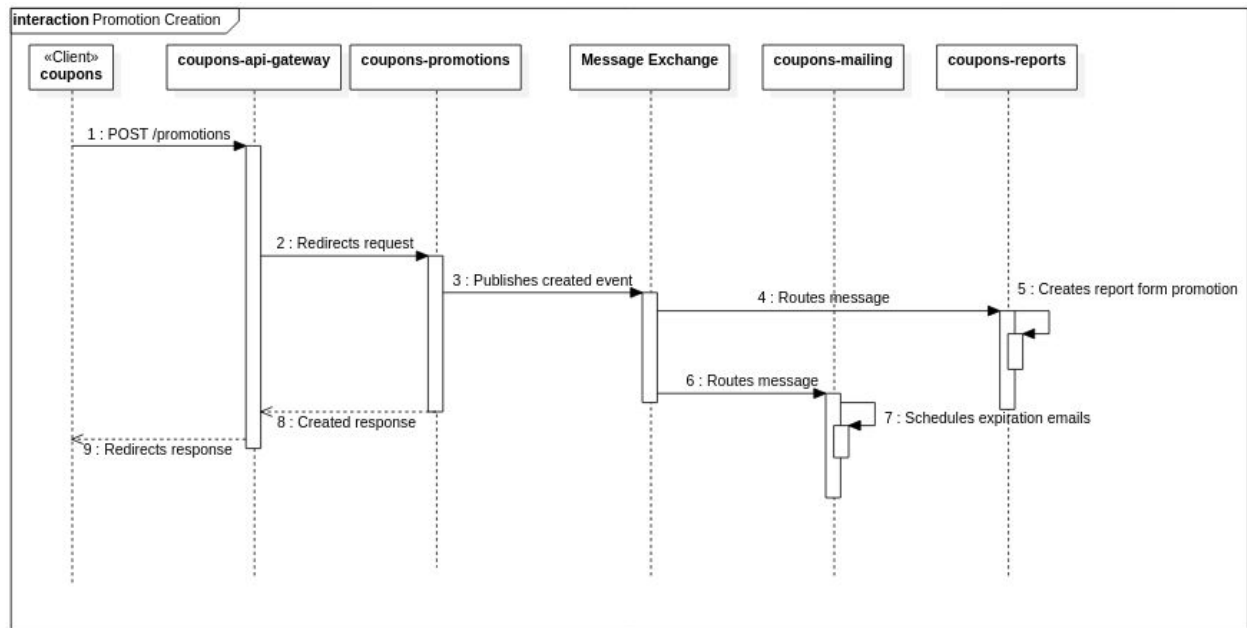 interaction Promotion Creation
«Client»
coupons
coupons-api-gateway
coupons-promotions
Message Exchange
coupons-mailing
coupons-reports
1 : POST /promotions
2 : Redirects request
3 : Publishes created event
4 : Routes message
5 : Creates report form promotion
6 : Routes message
7 : Schedules expiration emails
8 : Created response
9 : Redirects response